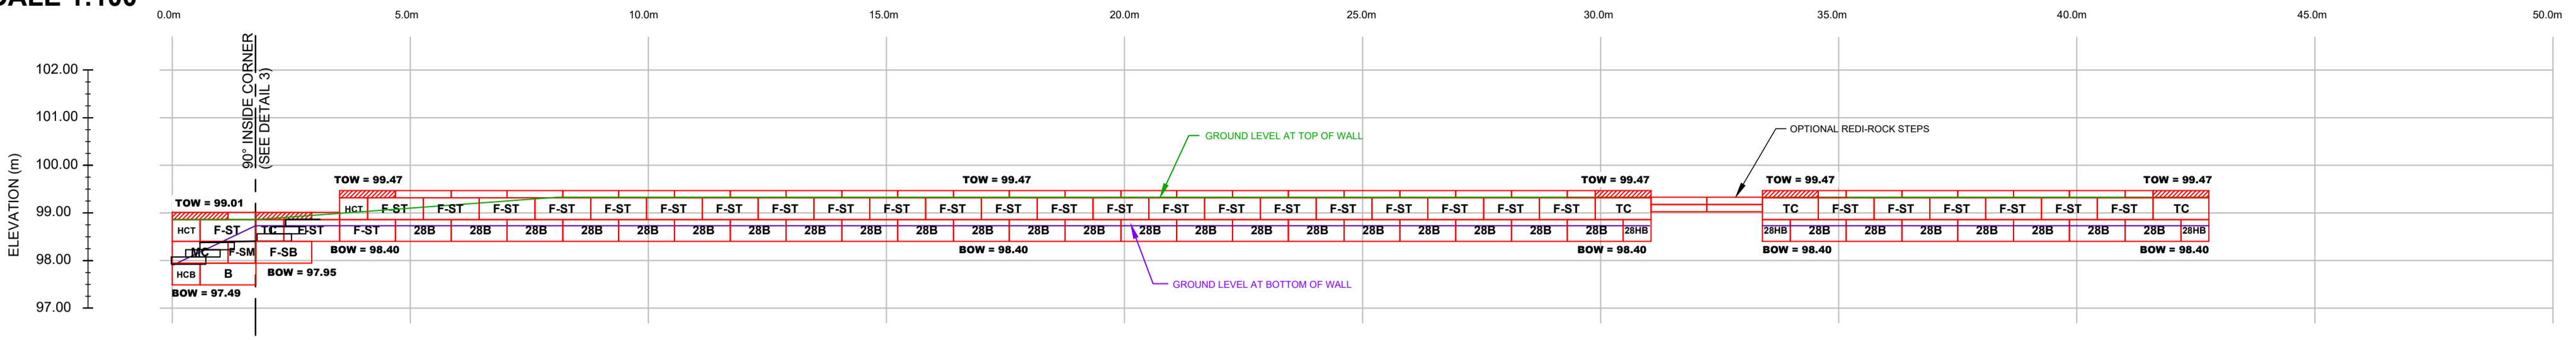 SCALE 1:100
0.0m 5.0m 10.0m 15.0m 20.0m 25.0m 30.0m 35.0m 40.0m 45.0m 50.0m
ELEVATION (m)
102.00
101.00
100.00
99.00
98.00
97.00
90° INSIDE CORNER
(SEE DETAIL 3)
GROUND LEVEL AT TOP OF WALL
OPTIONAL REDI-ROCK STEPS
TOW = 99.47 TOW = 99.47 TOW = 99.47 TOW = 99.47 TOW = 99.47
TOW = 99.01
HCT F-ST F-ST F-ST F-ST F-ST F-ST F-ST F-ST F-ST F-ST F-ST F-ST F-ST F-ST F-ST F-ST F-ST F-ST F-ST F-ST F-ST F-ST TC TC F-ST F-ST F-ST F-ST F-ST F-ST TC
HCT F-ST TC F-ST F-ST 28B 28B 28B 28B 28B 28B 28B 28B 28B 28B 28B 28B 28B 28B 28B 28B 28B 28B 28B 28B 28B 28B 28HB 28HB 28B 28B 28B 28B 28B 28B 28B 28HB
MC F-SM F-SB
BOW = 98.40 BOW = 98.40 BOW = 98.40 BOW = 98.40 BOW = 98.40
HCB B
BOW = 97.95
BOW = 97.49
GROUND LEVEL AT BOTTOM OF WALL